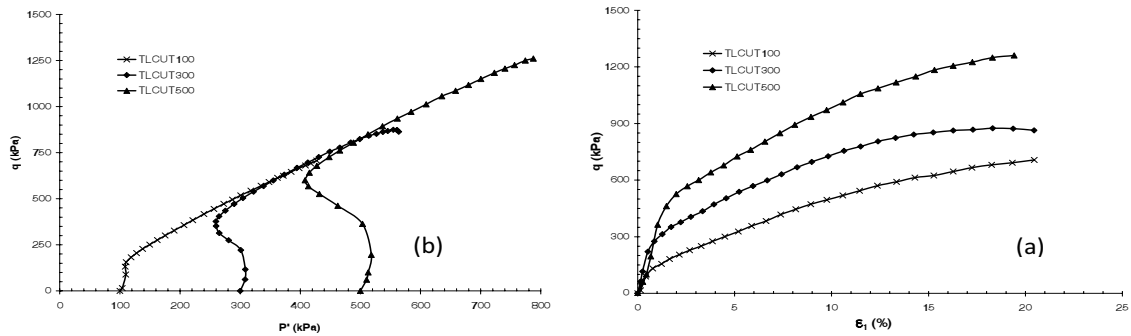 1500
1250
1000
750
500
250
0
q (kPa)
TLCUT100
TLCUT300
TLCUT500
(b)
0 100 200 300 400 500 600 700 800
P' (kPa)
1500
1200
900
600
300
0
q (kPa)
TLCUT100
TLCUT300
TLCUT500
(a)
0 5 10 15 20 25
ε1 (%)